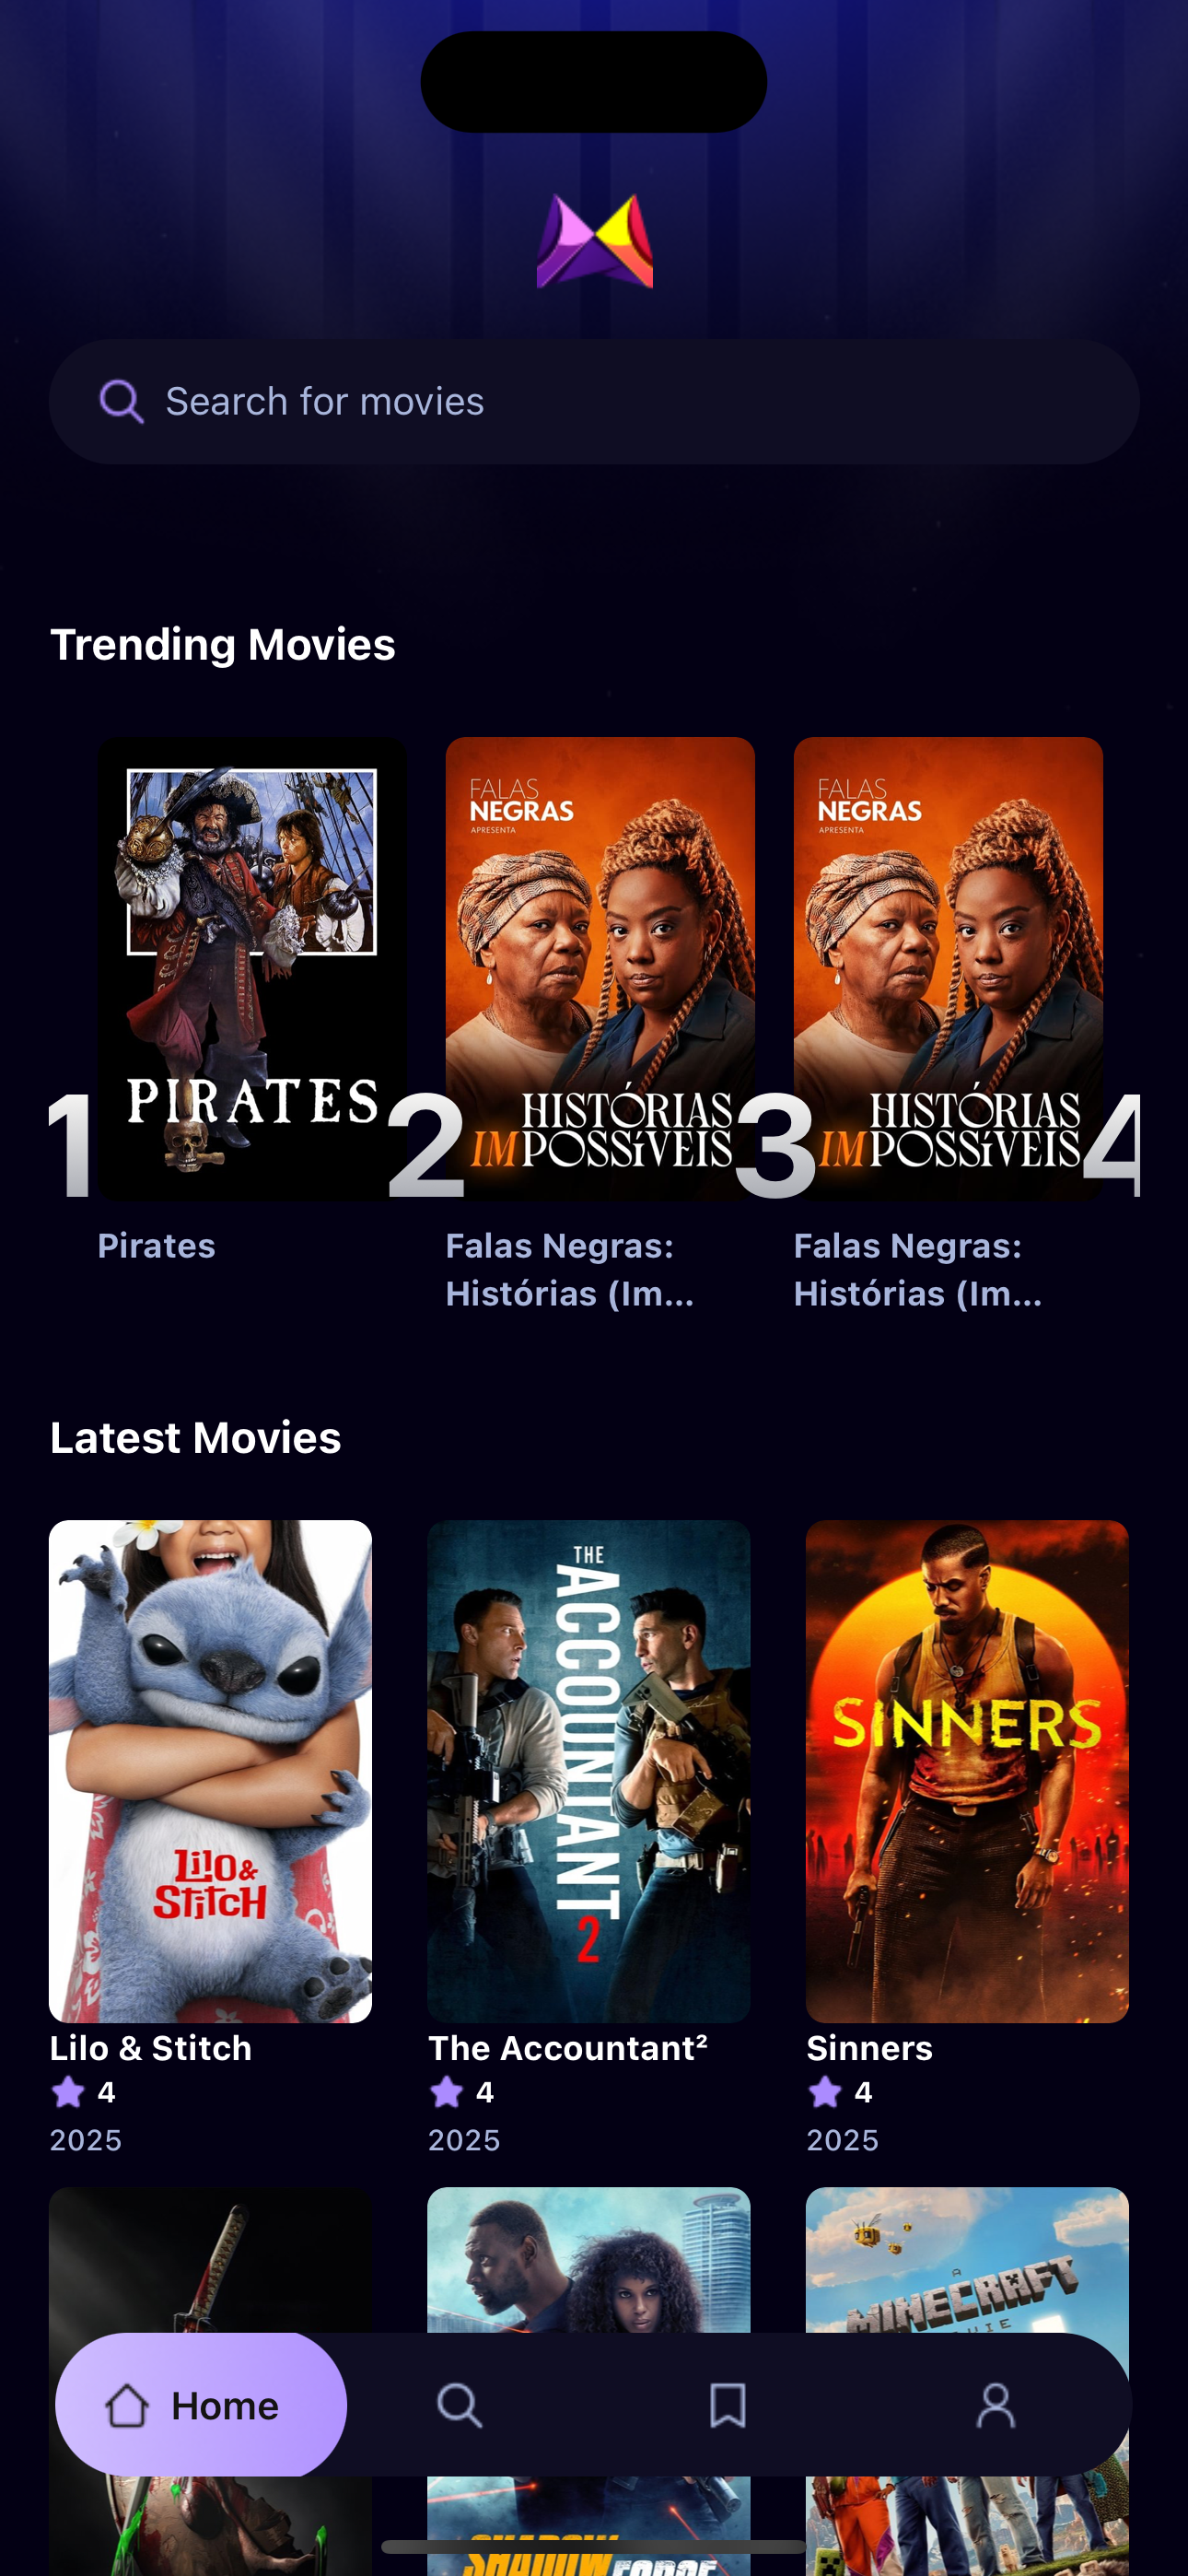 Search for movies
Trending Movies
PIRATES
FALAS
NEGRAS
APRESENTA
HISTÓRIAS
IMPOSSÍVEIS
FALAS
NEGRAS
APRESENTA
HISTÓRIAS
IMPOSSÍVEIS
1
2
3
4
Pirates
Falas Negras:
Histórias (Im...
Falas Negras:
Histórias (Im...
Latest Movies
Lilo &
Stitch
THE
ACCOUNTANT
2
SINNERS
Lilo & Stitch
4
2025
The Accountant²
4
2025
Sinners
4
2025
A
MINECRAFT
Home
SHADOW
FORCE